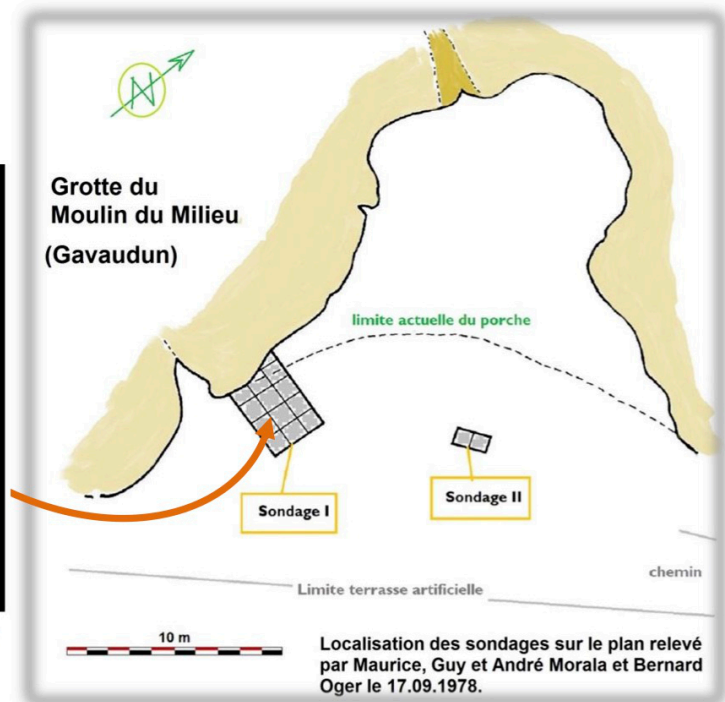 N
Grotte du
Moulin du Milieu
(Gavaudun)
limite actuelle du porche
Sondage I
Sondage II
chemin
Limite terrasse artificielle
10 m
Localisation des sondages sur le plan relevé
par Maurice, Guy et André Morala et Bernard
Oger le 17.09.1978.